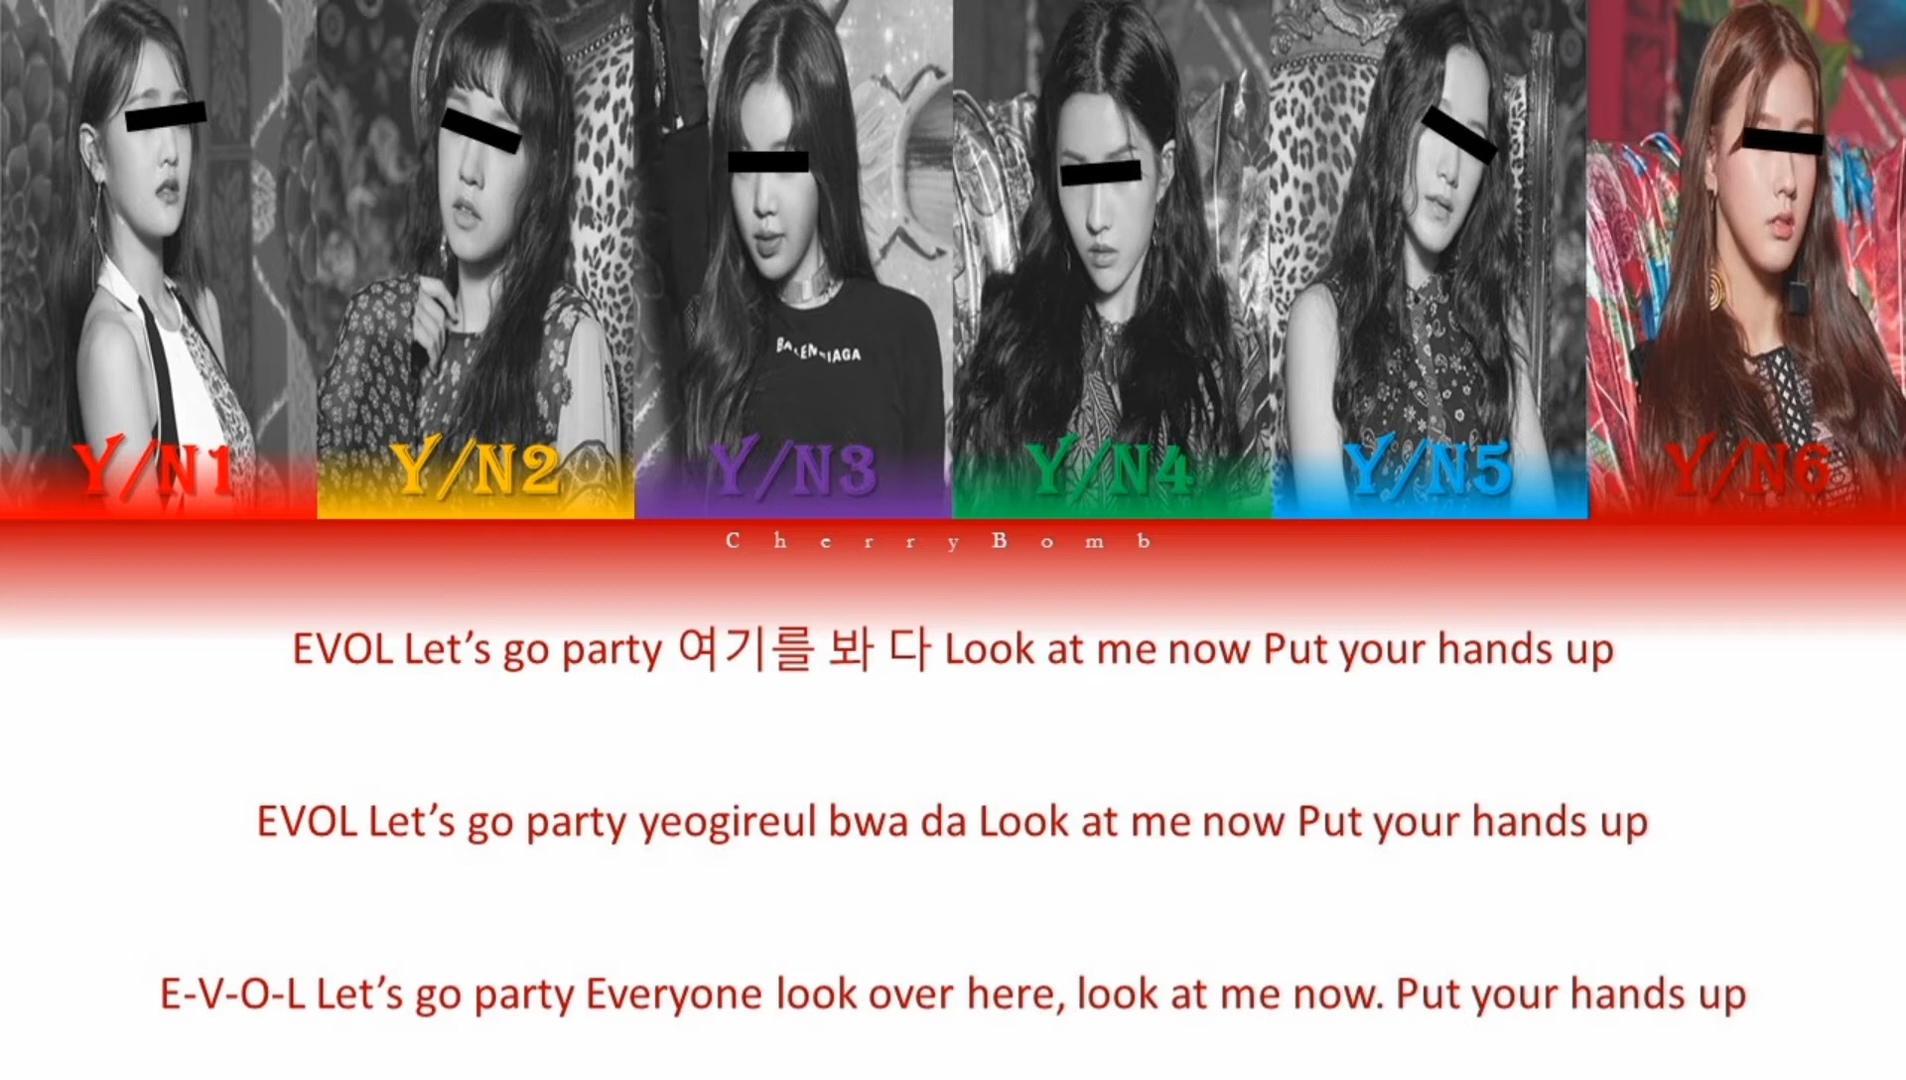 BALENCIAGA
Y/N1 Y/N2 Y/N3 Y/N4 Y/N5 Y/N6
CherryBomb
EVOL Let’s go party 여기를 봐 다 Look at me now Put your hands up
EVOL Let’s go party yeogireul bwa da Look at me now Put your hands up
E-V-O-L Let’s go party Everyone look over here, look at me now. Put your hands up